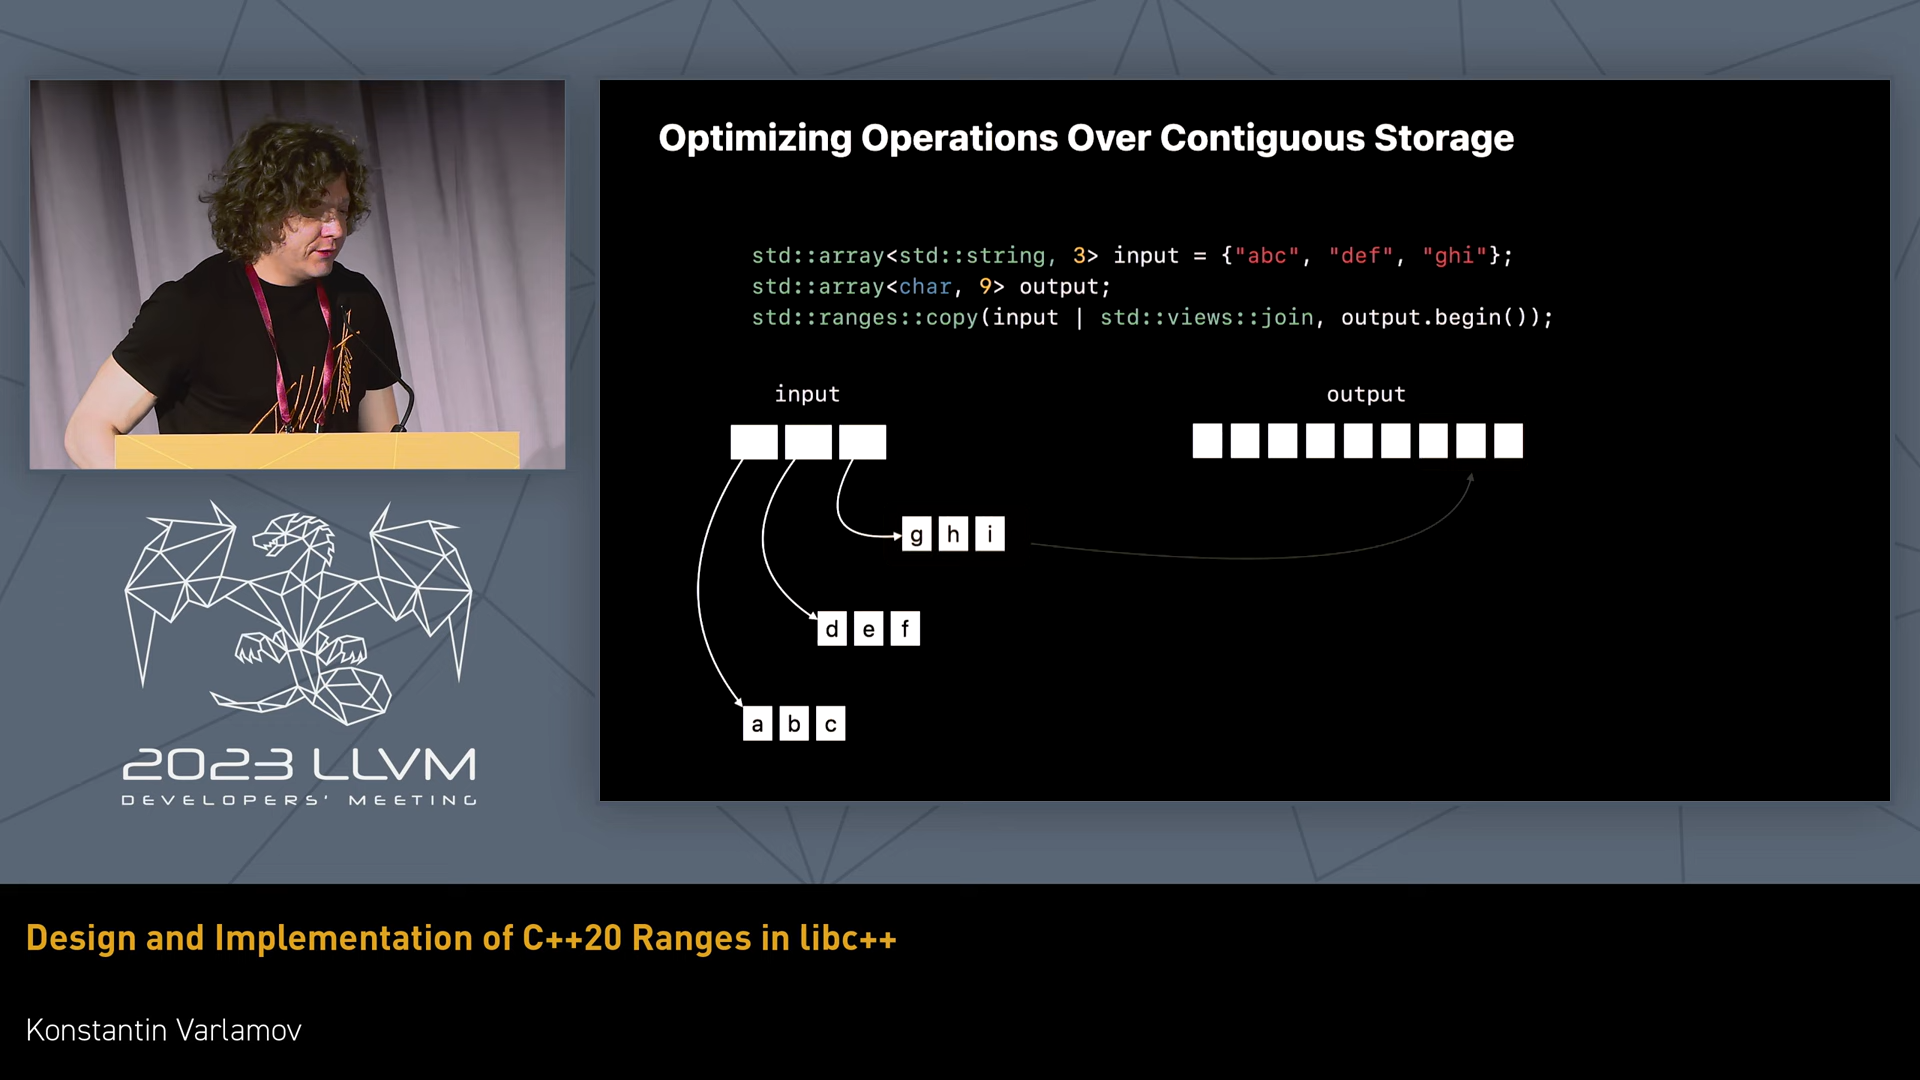 Optimizing Operations Over Contiguous Storage
std::array<std::string, 3> input = {"abc", "def", "ghi"};
std::array<char, 9> output;
std::ranges::copy(input | std::views::join, output.begin());
input
output
g h i
d e f
a b c
2023 LLVM
DEVELOPERS' MEETING
Design and Implementation of C++20 Ranges in libc++
Konstantin Varlamov